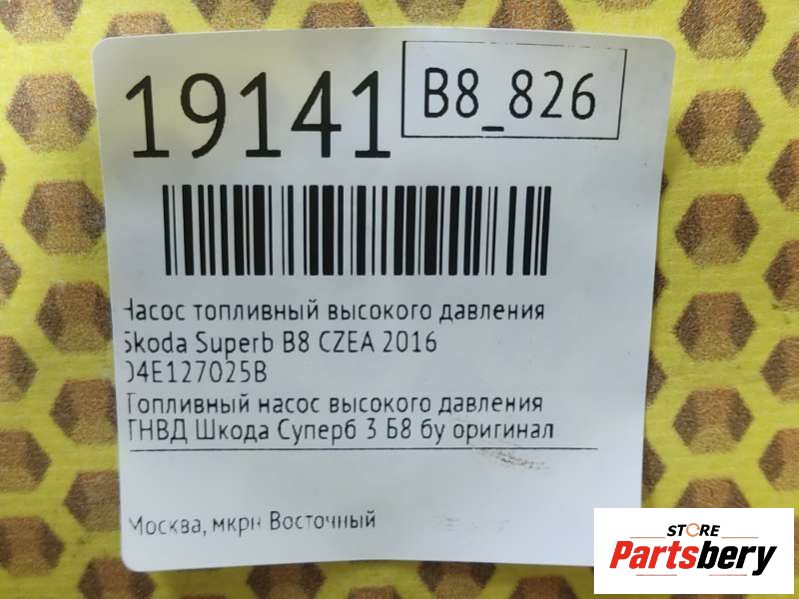 19141
B8_826
Насос топливный высокого давления
Skoda Superb B8 CZEA 2016
04E127025B
Топливный насос высокого давления
ТНВД Шкода Суперб 3 Б8 бу оригинал
Москва, мкрн Восточный
STORE
Partsbery